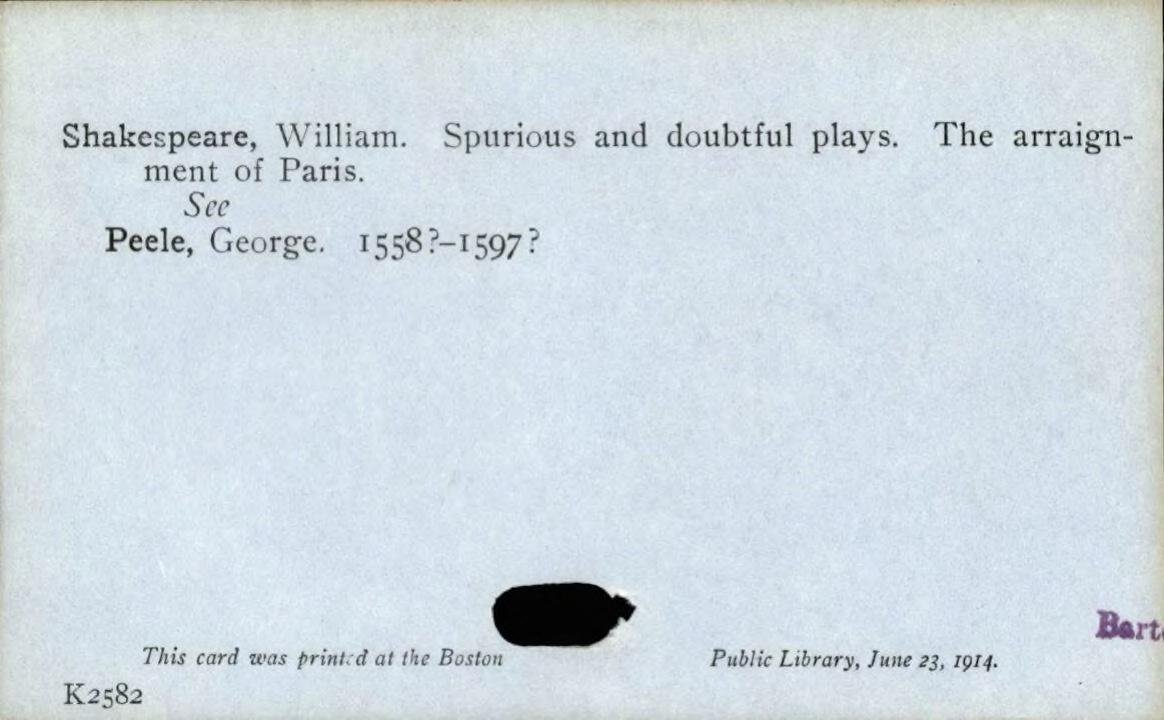 Shakespeare, William. Spurious and doubtful plays. The arraign-
ment of Paris.
See
Peele, George. 1558?–1597?
This card was printed at the Boston Public Library, June 23, 1914.
K2582